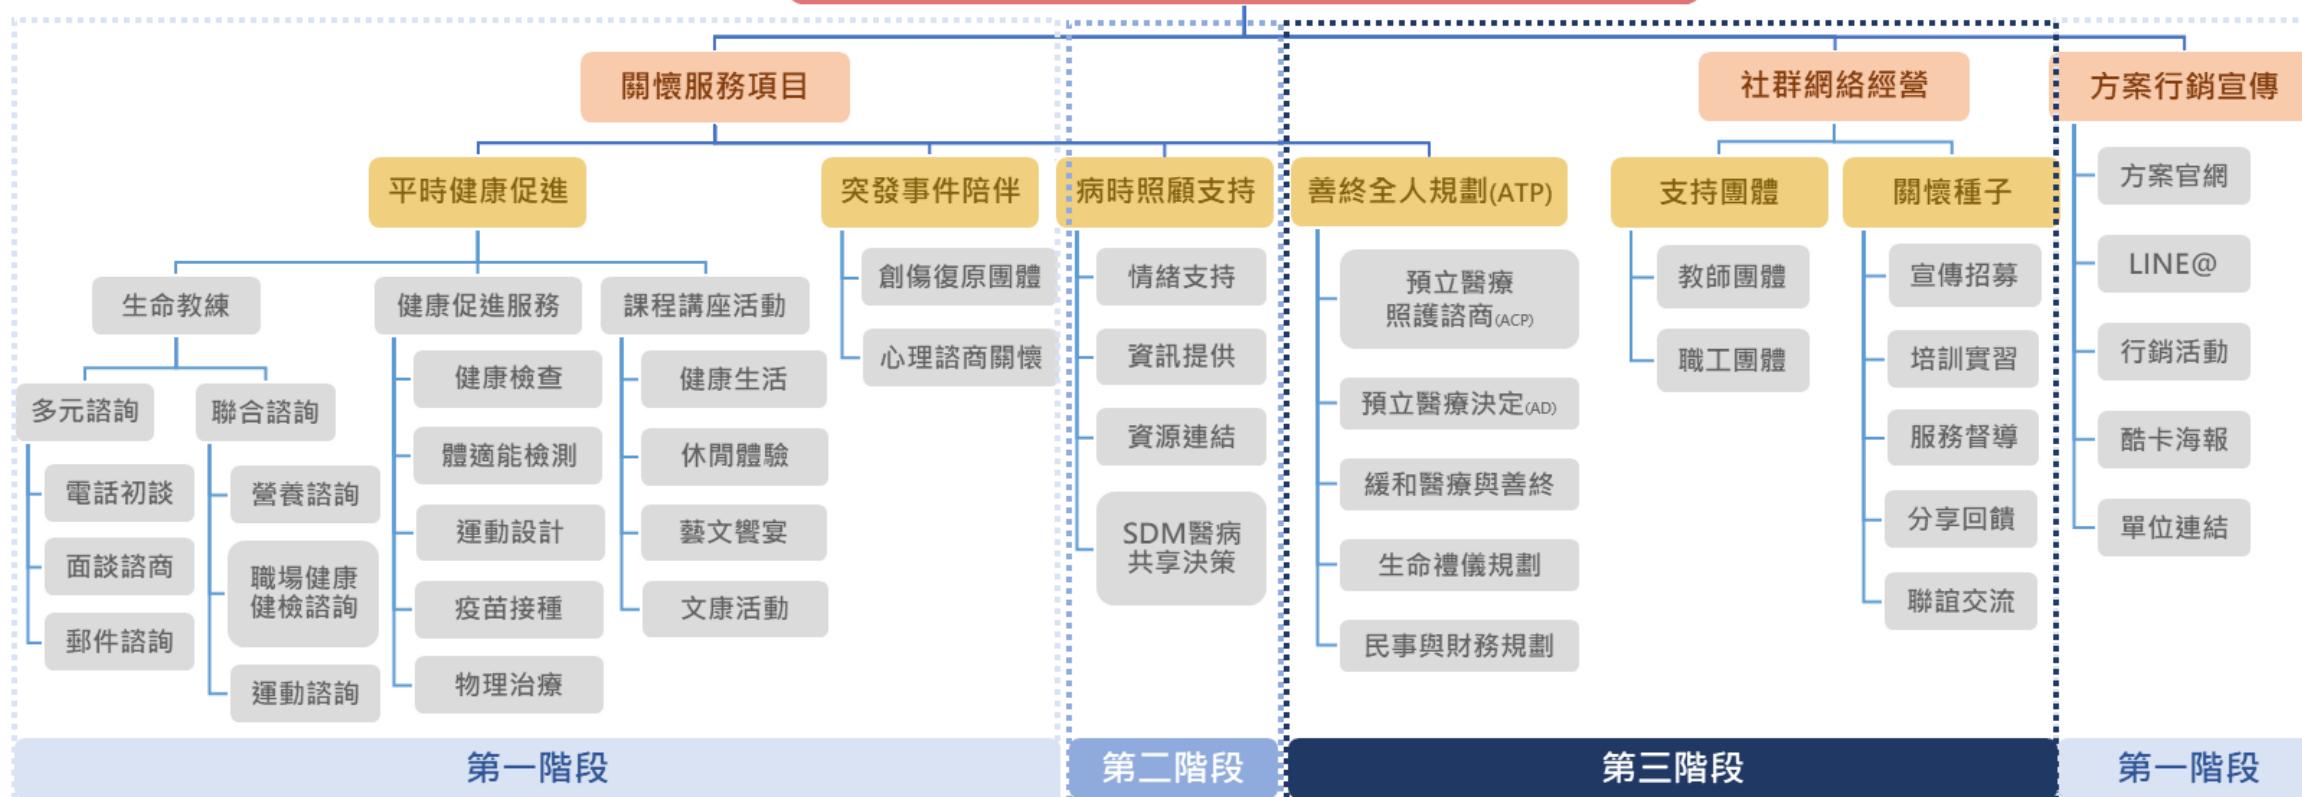 關懷服務項目
社群網絡經營
方案行銷宣傳
平時健康促進
突發事件陪伴
病時照顧支持
善終全人規劃(ATP)
支持團體
關懷種子
生命教練
健康促進服務
課程講座活動
多元諮詢
聯合諮詢
電話初談
面談諮商
郵件諮詢
營養諮詢
職場健康
健檢諮詢
運動諮詢
健康檢查
體適能檢測
運動設計
疫苗接種
物理治療
健康生活
休閒體驗
藝文饗宴
文康活動
創傷復原團體
心理諮商關懷
情緒支持
資訊提供
資源連結
SDM醫病
共享決策
預立醫療
照護諮商(ACP)
預立醫療決定(AD)
緩和醫療與善終
生命禮儀規劃
民事與財務規劃
教師團體
職工團體
宣傳招募
培訓實習
服務督導
分享回饋
聯誼交流
方案官網
LINE@
行銷活動
酷卡海報
單位連結
第一階段
第二階段
第三階段
第一階段